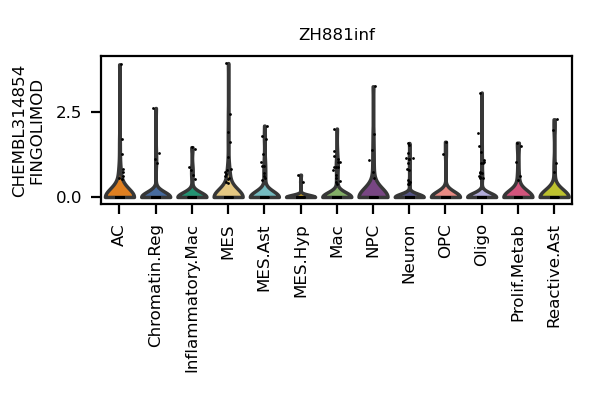 ZH881inf
CHEMBL314854
FINGOLIMOD
2.5
0.0
AC
Chromatin.Reg
Inflammatory.Mac
MES
MES.Ast
MES.Hyp
Mac
NPC
Neuron
OPC
Oligo
Prolif.Metab
Reactive.Ast